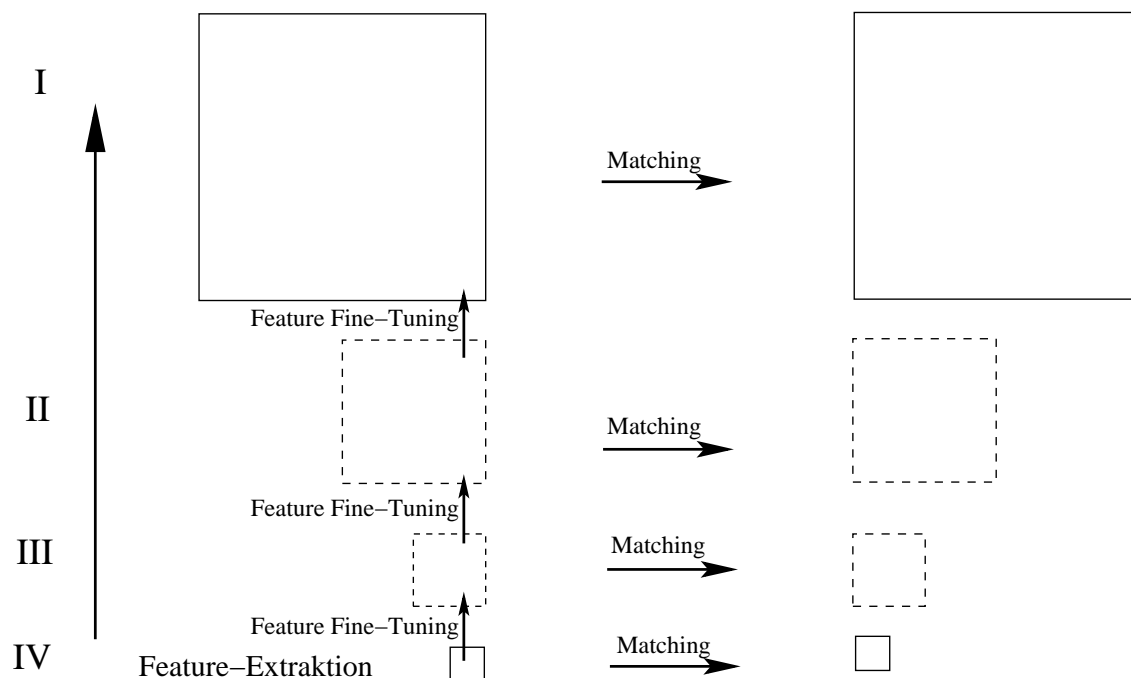 I
Matching
Feature Fine–Tuning
II
Matching
Feature Fine–Tuning
III
Matching
Feature Fine–Tuning
IV
Feature–Extraktion
Matching